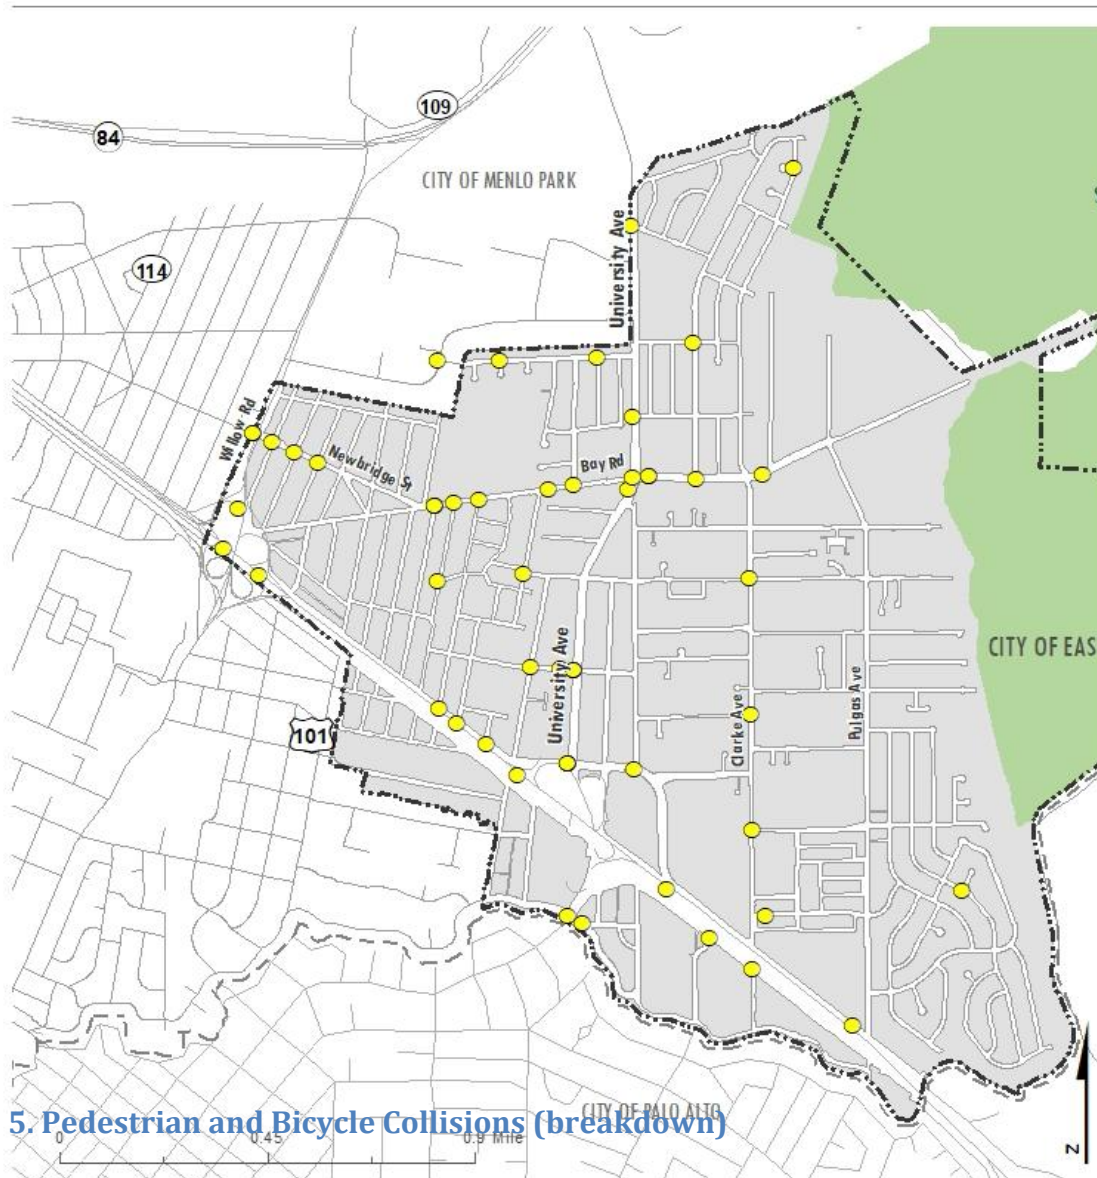 109
84
CITY OF MENLO PARK
University Ave
114
Willow Rd
Newbridge St
Bay Rd
CITY OF EAS
University Ave
Clarke Ave
Pulgas Ave
101
CITY OF PALO ALTO
5. Pedestrian and Bicycle Collisions (breakdown)
0 0.45 0.9 Mile
N